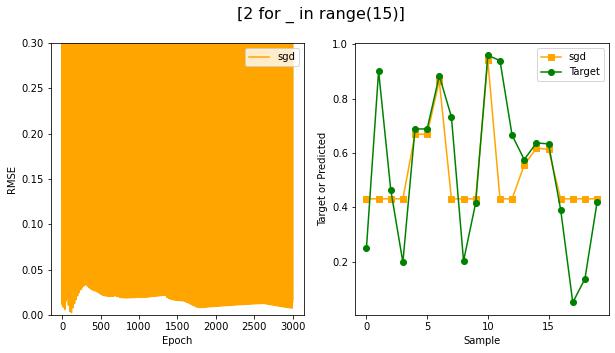 [2 for _ in range(15)]
0.30
0.25
0.20
0.15
0.10
0.05
0.00
RMSE
0 500 1000 1500 2000 2500 3000
Epoch
sgd
1.0
0.8
0.6
0.4
0.2
Target or Predicted
0 5 10 15
Sample
sgd
Target